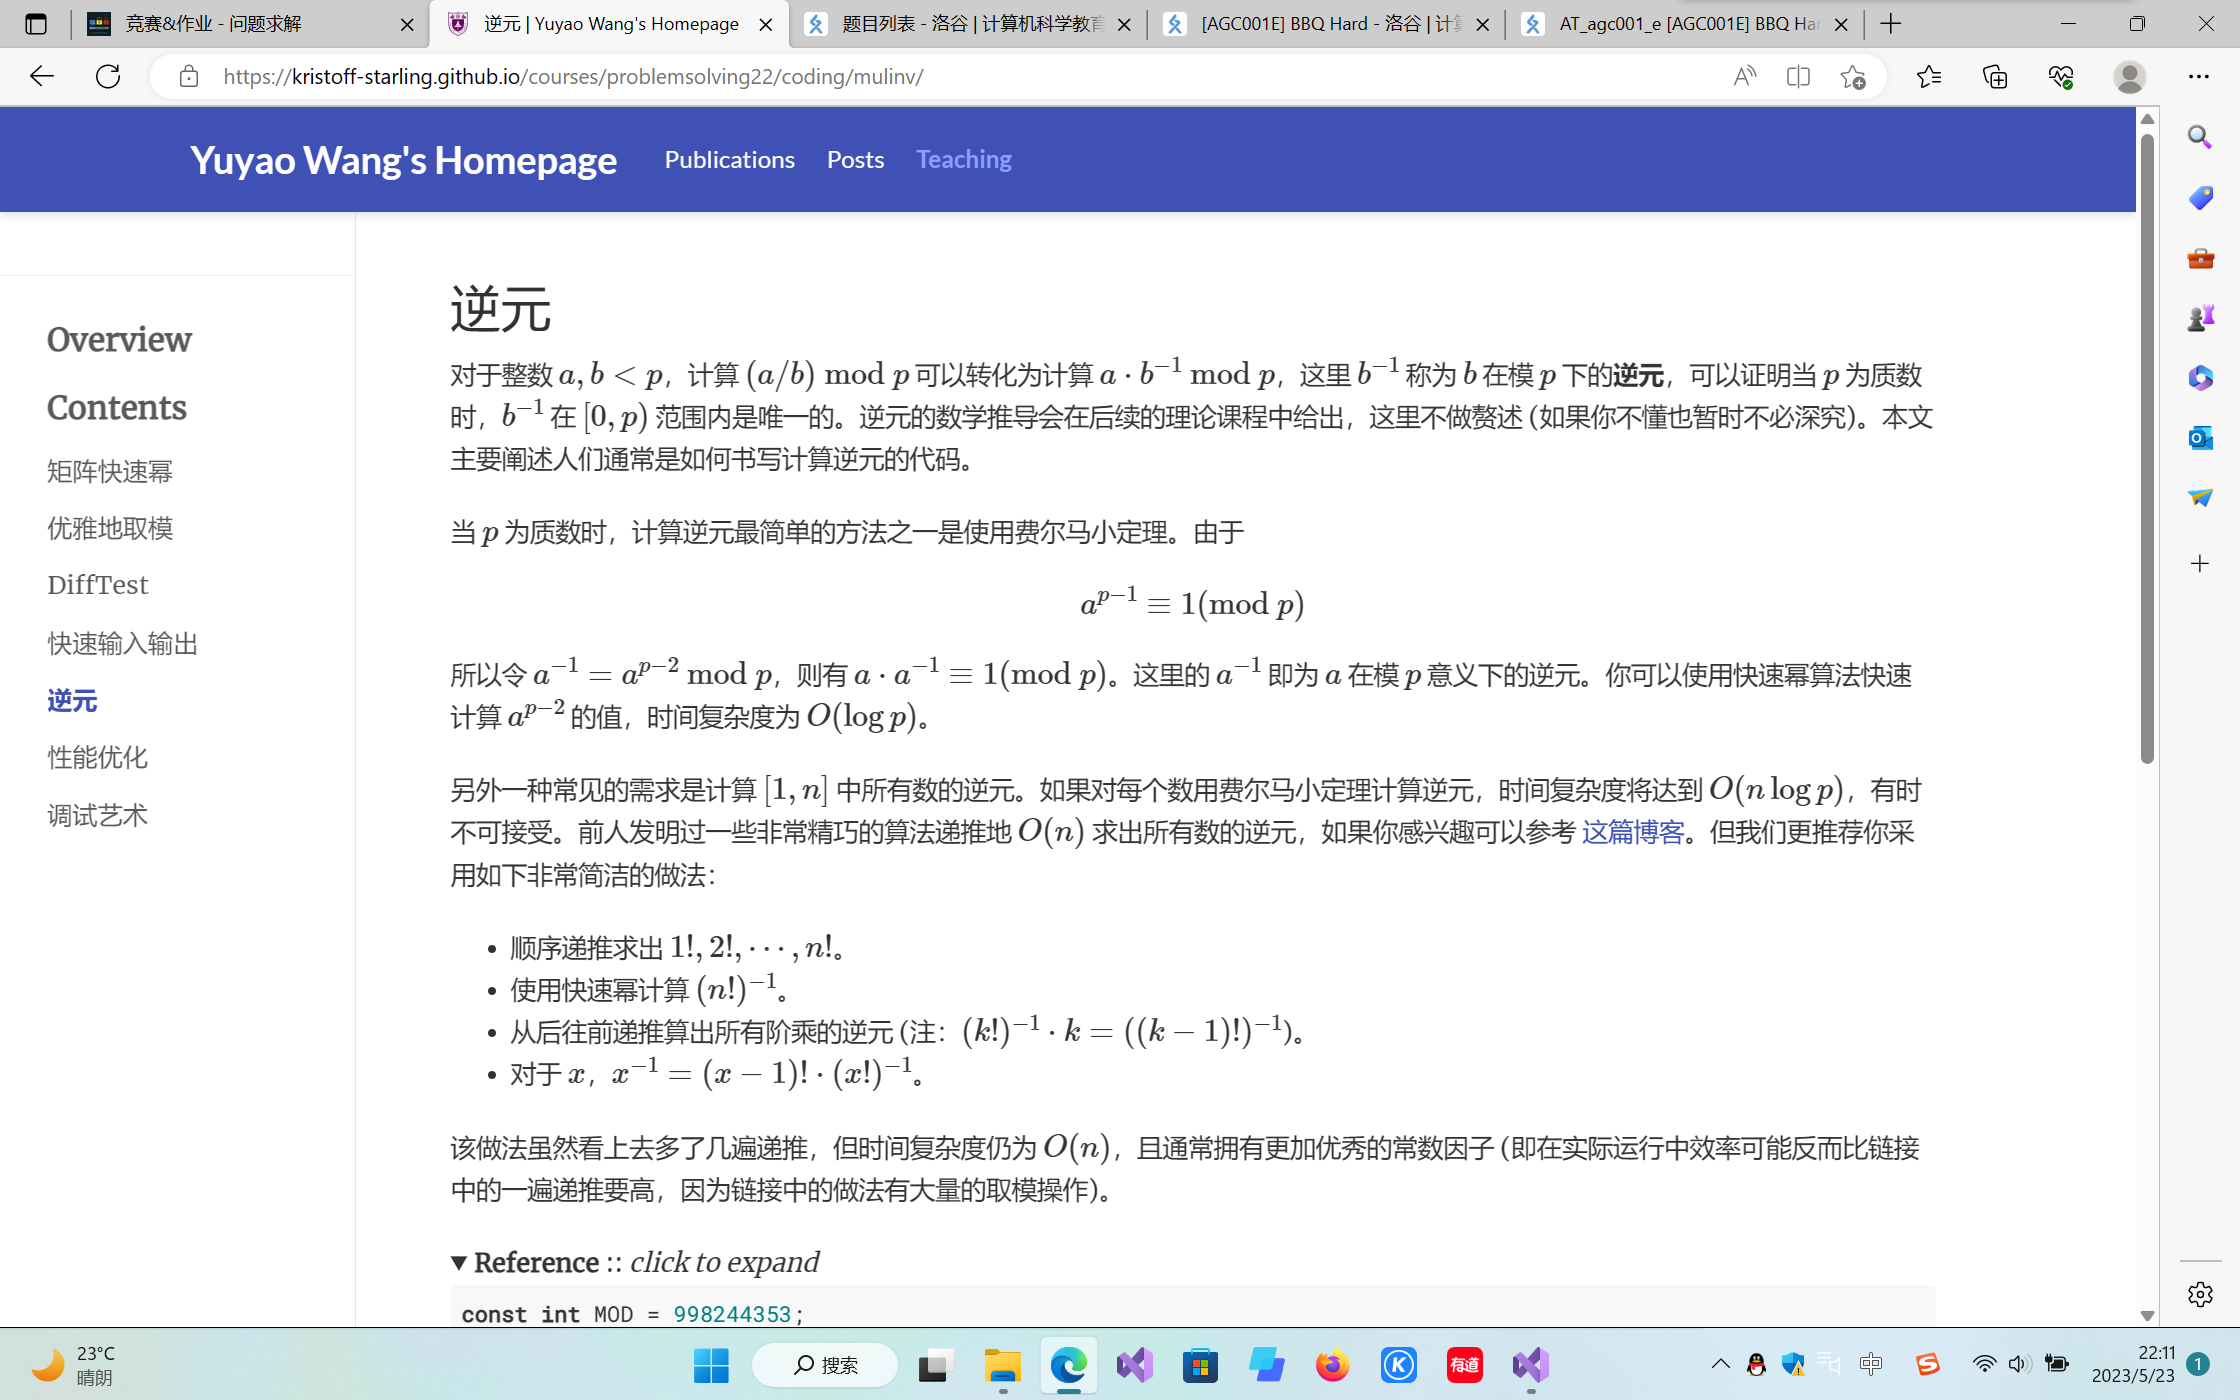 竞赛&作业 - 问题求解
逆元 | Yuyao Wang's Homepage
题目列表 - 洛谷 | 计算机科学教育
[AGC001E] BBQ Hard - 洛谷 | 计算
AT_agc001_e [AGC001E] BBQ Har
https://kristoff-starling.github.io/courses/problemsolving22/coding/mulinv/
Yuyao Wang's Homepage Publications Posts Teaching
Overview
Contents
矩阵快速幂
优雅地取模
DiffTest
快速输入输出
逆元
性能优化
调试艺术
逆元
对于整数 a, b < p，计算 (a/b) mod p 可以转化为计算 a · b⁻¹ mod p，这里 b⁻¹ 称为 b 在模 p 下的逆元，可以证明当 p 为质数
时，b⁻¹ 在 [0, p) 范围内是唯一的。逆元的数学推导会在后续的理论课程中给出，这里不做赘述 (如果你不懂也暂时不必深究)。本文
主要阐述人们通常是如何书写计算逆元的代码。
当 p 为质数时，计算逆元最简单的方法之一是使用费尔马小定理。由于
aᵖ⁻¹ ≡ 1(mod p)
所以令 a⁻¹ = aᵖ⁻² mod p，则有 a · a⁻¹ ≡ 1(mod p)。这里的 a⁻¹ 即为 a 在模 p 意义下的逆元。你可以使用快速幂算法快速
计算 aᵖ⁻² 的值，时间复杂度为 O(log p)。
另外一种常见的需求是计算 [1, n] 中所有数的逆元。如果对每个数用费尔马小定理计算逆元，时间复杂度将达到 O(n log p)，有时
不可接受。前人发明过一些非常精巧的算法递推地 O(n) 求出所有数的逆元，如果你感兴趣可以参考 这篇博客。但我们更推荐你采
用如下非常简洁的做法：
• 顺序递推求出 1!, 2!, ⋯ , n!。
• 使用快速幂计算 (n!)⁻¹。
• 从后往前递推算出所有阶乘的逆元 (注：(k!)⁻¹ · k = ((k − 1)!)⁻¹)。
• 对于 x，x⁻¹ = (x − 1)! · (x!)⁻¹。
该做法虽然看上去多了几遍递推，但时间复杂度仍为 O(n)，且通常拥有更加优秀的常数因子 (即在实际运行中效率可能反而比链接
中的一遍递推要高，因为链接中的做法有大量的取模操作)。
▼ Reference :: click to expand
const int MOD = 998244353;
23°C
晴朗
搜索
有道
中
22:11
2023/5/23
1